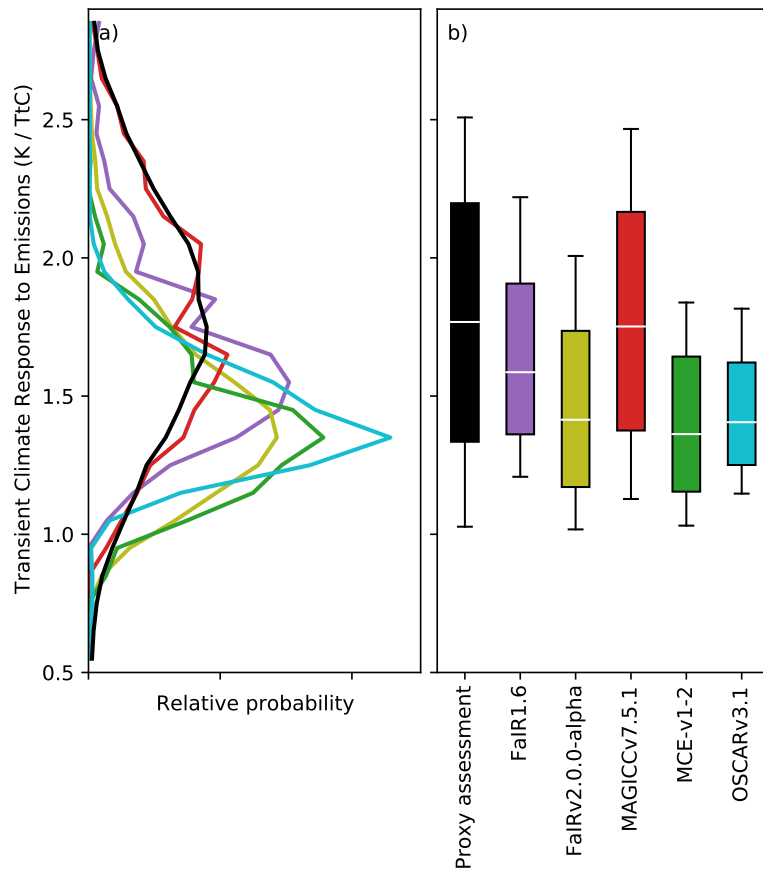 a)
b)
Transient Climate Response to Emissions (K / TtC)
2.5
2.0
1.5
1.0
0.5
Relative probability
Proxy assessment
FaIR1.6
FaIRv2.0.0-alpha
MAGICCv7.5.1
MCE-v1-2
OSCARv3.1